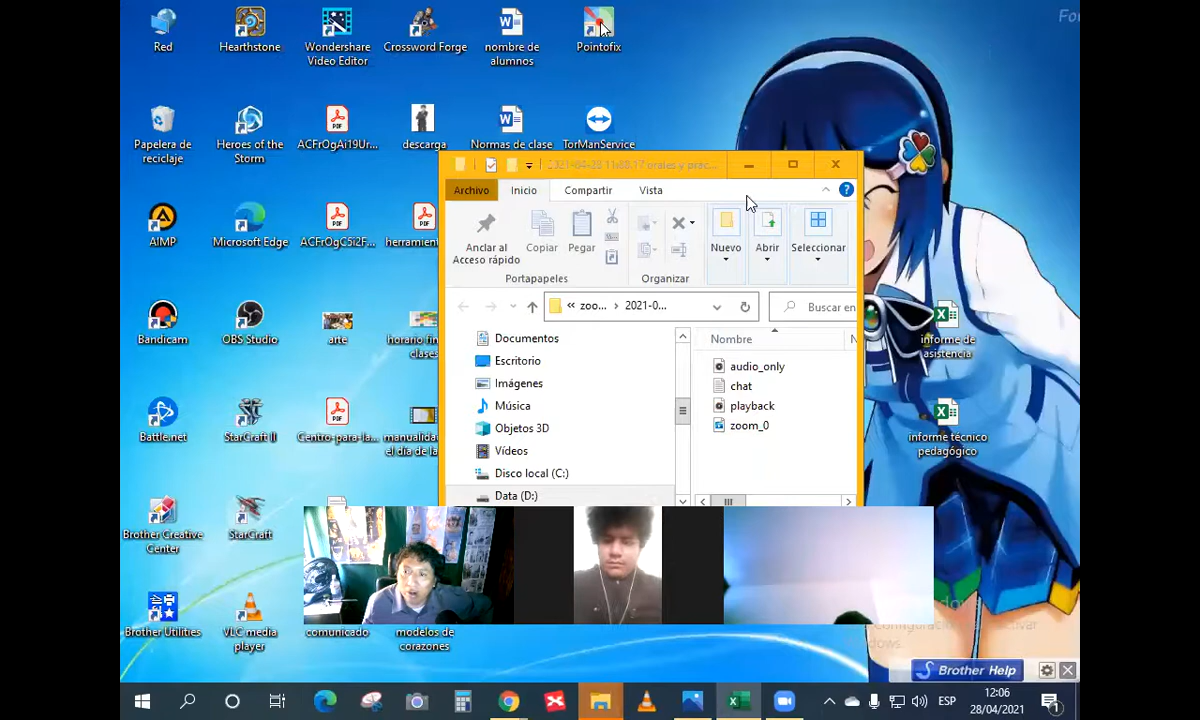 Red
Hearthstone
Wondershare
Video Editor
Crossword Forge
nombre de
alumnos
Pointofix
Papelera de
reciclaje
Heroes of the
Storm
ACFrOgAi19Ur...
descarga
Normas de clase
TorManService
AIMP
Microsoft Edge
ACFrOgC5i2F...
herramient
Bandicam
OBS Studio
arte
horario fin
clases
Battle.net
StarCraft II
Centro-para-la...
manualida
el día de la
Brother Creative
Center
StarCraft
Brother Utilities
VLC media
player
comunicado
modelos de
corazones
informe de
asistencia
informe técnico
pedagógico
Archivo
Inicio
Compartir
Vista
Anclar al
Acceso rápido
Copiar
Pegar
Nuevo
Abrir
Seleccionar
Portapapeles
Organizar
« zoo... › 2021-0...
Buscar en
Documentos
Escritorio
Imágenes
Música
Objetos 3D
Vídeos
Disco local (C:)
Data (D:)
Nombre
audio_only
chat
playback
zoom_0
Brother Help
ESP
12:06
28/04/2021